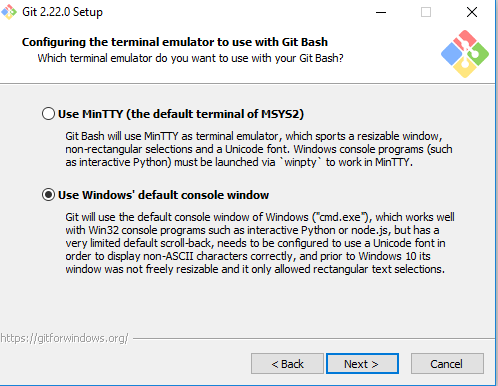 Git 2.22.0 Setup
Configuring the terminal emulator to use with Git Bash
Which terminal emulator do you want to use with your Git Bash?
Use MinTTY (the default terminal of MSYS2)
Git Bash will use MinTTY as terminal emulator, which sports a resizable window,
non-rectangular selections and a Unicode font. Windows console programs (such
as interactive Python) must be launched via `winpty` to work in MinTTY.
Use Windows' default console window
Git will use the default console window of Windows ("cmd.exe"), which works well
with Win32 console programs such as interactive Python or node.js, but has a
very limited default scroll-back, needs to be configured to use a Unicode font in
order to display non-ASCII characters correctly, and prior to Windows 10 its
window was not freely resizable and it only allowed rectangular text selections.
https://gitforwindows.org/
< Back
Next >
Cancel